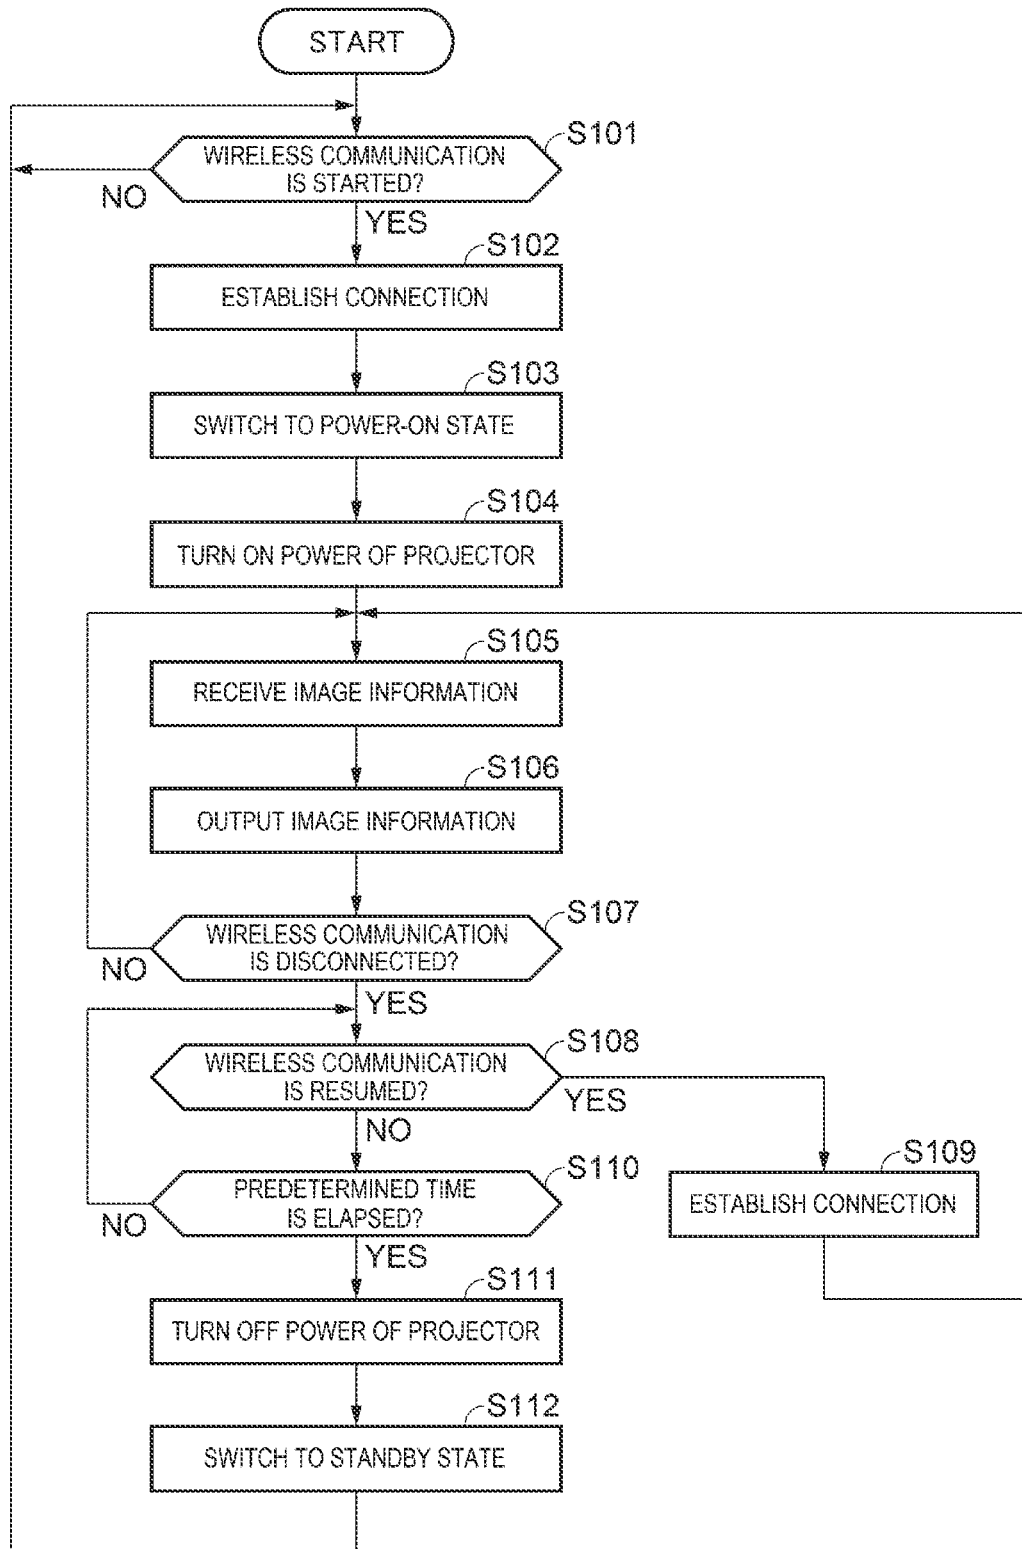 START
S101
WIRELESS COMMUNICATION
IS STARTED?
NO
YES
S102
ESTABLISH CONNECTION
S103
SWITCH TO POWER-ON STATE
S104
TURN ON POWER OF PROJECTOR
S105
RECEIVE IMAGE INFORMATION
S106
OUTPUT IMAGE INFORMATION
S107
WIRELESS COMMUNICATION
IS DISCONNECTED?
NO
YES
S108
WIRELESS COMMUNICATION
IS RESUMED?
YES
NO
S109
ESTABLISH CONNECTION
S110
PREDETERMINED TIME
IS ELAPSED?
NO
YES
S111
TURN OFF POWER OF PROJECTOR
S112
SWITCH TO STANDBY STATE